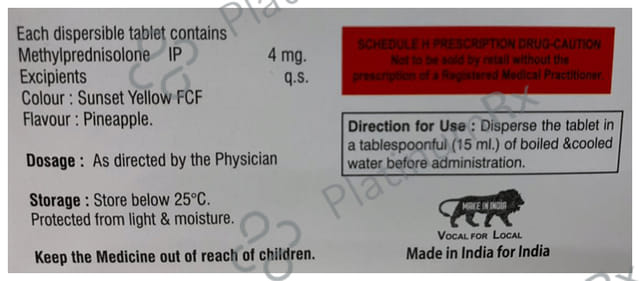 Each dispersible tablet contains
Methylprednisolone IP 4 mg.
Excipients q.s.
Colour : Sunset Yellow FCF
Flavour : Pineapple.
Dosage : As directed by the Physician
Storage : Store below 25°C.
Protected from light & moisture.
Keep the Medicine out of reach of children.
SCHEDULE H PRESCRIPTION DRUG-CAUTION
Not to be sold by retail without the
prescription of a Registered Medical Practitioner.
Direction for Use : Disperse the tablet in
a tablespoonful (15 ml.) of boiled &cooled
water before administration.
MAKE IN INDIA
VOCAL FOR LOCAL
Made in India for India
PlatinumRx